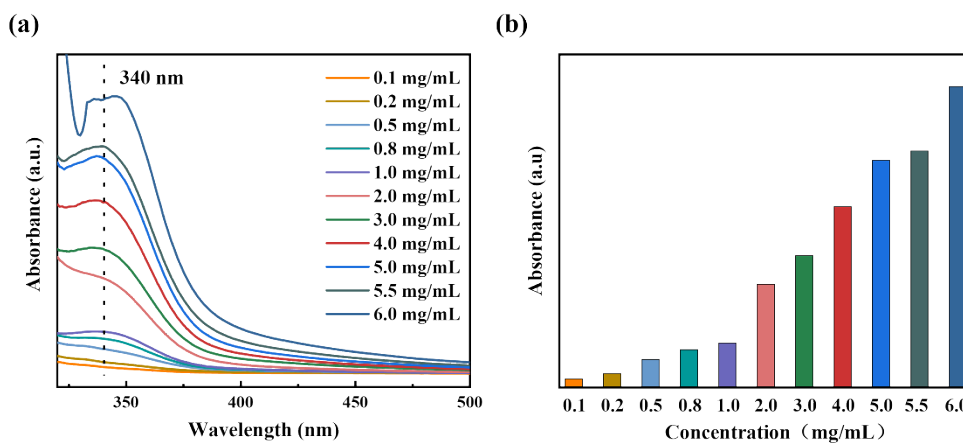 (a)
Absorbance (a.u.)
340 nm
0.1 mg/mL
0.2 mg/mL
0.5 mg/mL
0.8 mg/mL
1.0 mg/mL
2.0 mg/mL
3.0 mg/mL
4.0 mg/mL
5.0 mg/mL
5.5 mg/mL
6.0 mg/mL
350 400 450 500
Wavelength (nm)
(b)
Absorbance (a.u)
0.1 0.2 0.5 0.8 1.0 2.0 3.0 4.0 5.0 5.5 6.0
Concentration（mg/mL）